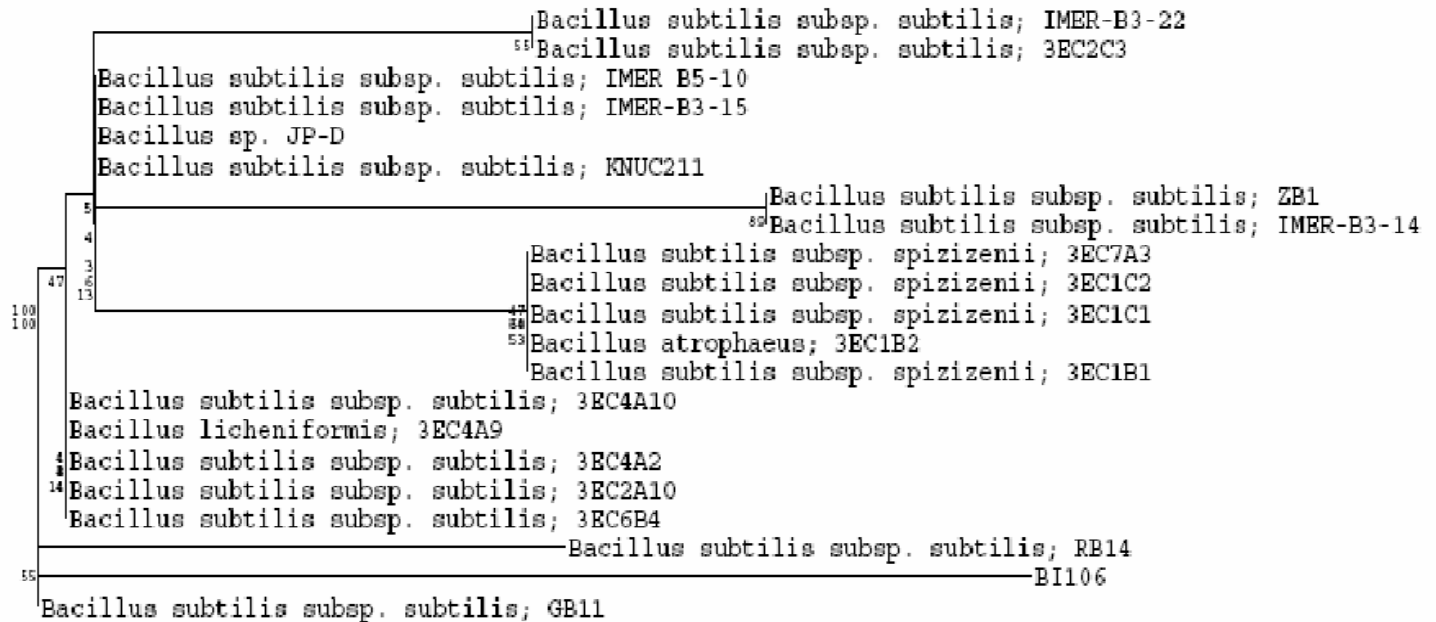 Bacillus subtilis subsp. subtilis; IMER-B3-22
55 Bacillus subtilis subsp. subtilis; 3EC2C3
Bacillus subtilis subsp. subtilis; IMER B5-10
Bacillus subtilis subsp. subtilis; IMER-B3-15
Bacillus sp. JP-D
Bacillus subtilis subsp. subtilis; KNUC211
Bacillus subtilis subsp. subtilis; ZB1
5
89 Bacillus subtilis subsp. subtilis; IMER-B3-14
4
Bacillus subtilis subsp. spizizenii; 3EC7A3
3
47 6 Bacillus subtilis subsp. spizizenii; 3EC1C2
13
100 47 Bacillus subtilis subsp. spizizenii; 3EC1C1
100
53 Bacillus atrophaeus; 3EC1B2
Bacillus subtilis subsp. spizizenii; 3EC1B1
Bacillus subtilis subsp. subtilis; 3EC4A10
Bacillus licheniformis; 3EC4A9
4 Bacillus subtilis subsp. subtilis; 3EC4A2
14 Bacillus subtilis subsp. subtilis; 3EC2A10
Bacillus subtilis subsp. subtilis; 3EC6B4
Bacillus subtilis subsp. subtilis; RB14
55 BI106
Bacillus subtilis subsp. subtilis; GB11